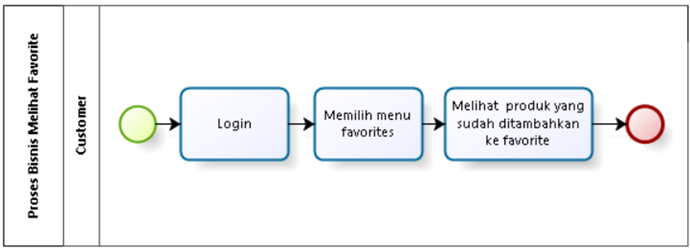 Proses Bisnis Melihat Favorite
Customer
Login
Memilih menu
favorites
Melihat produk yang
sudah ditambahkan
ke favorite